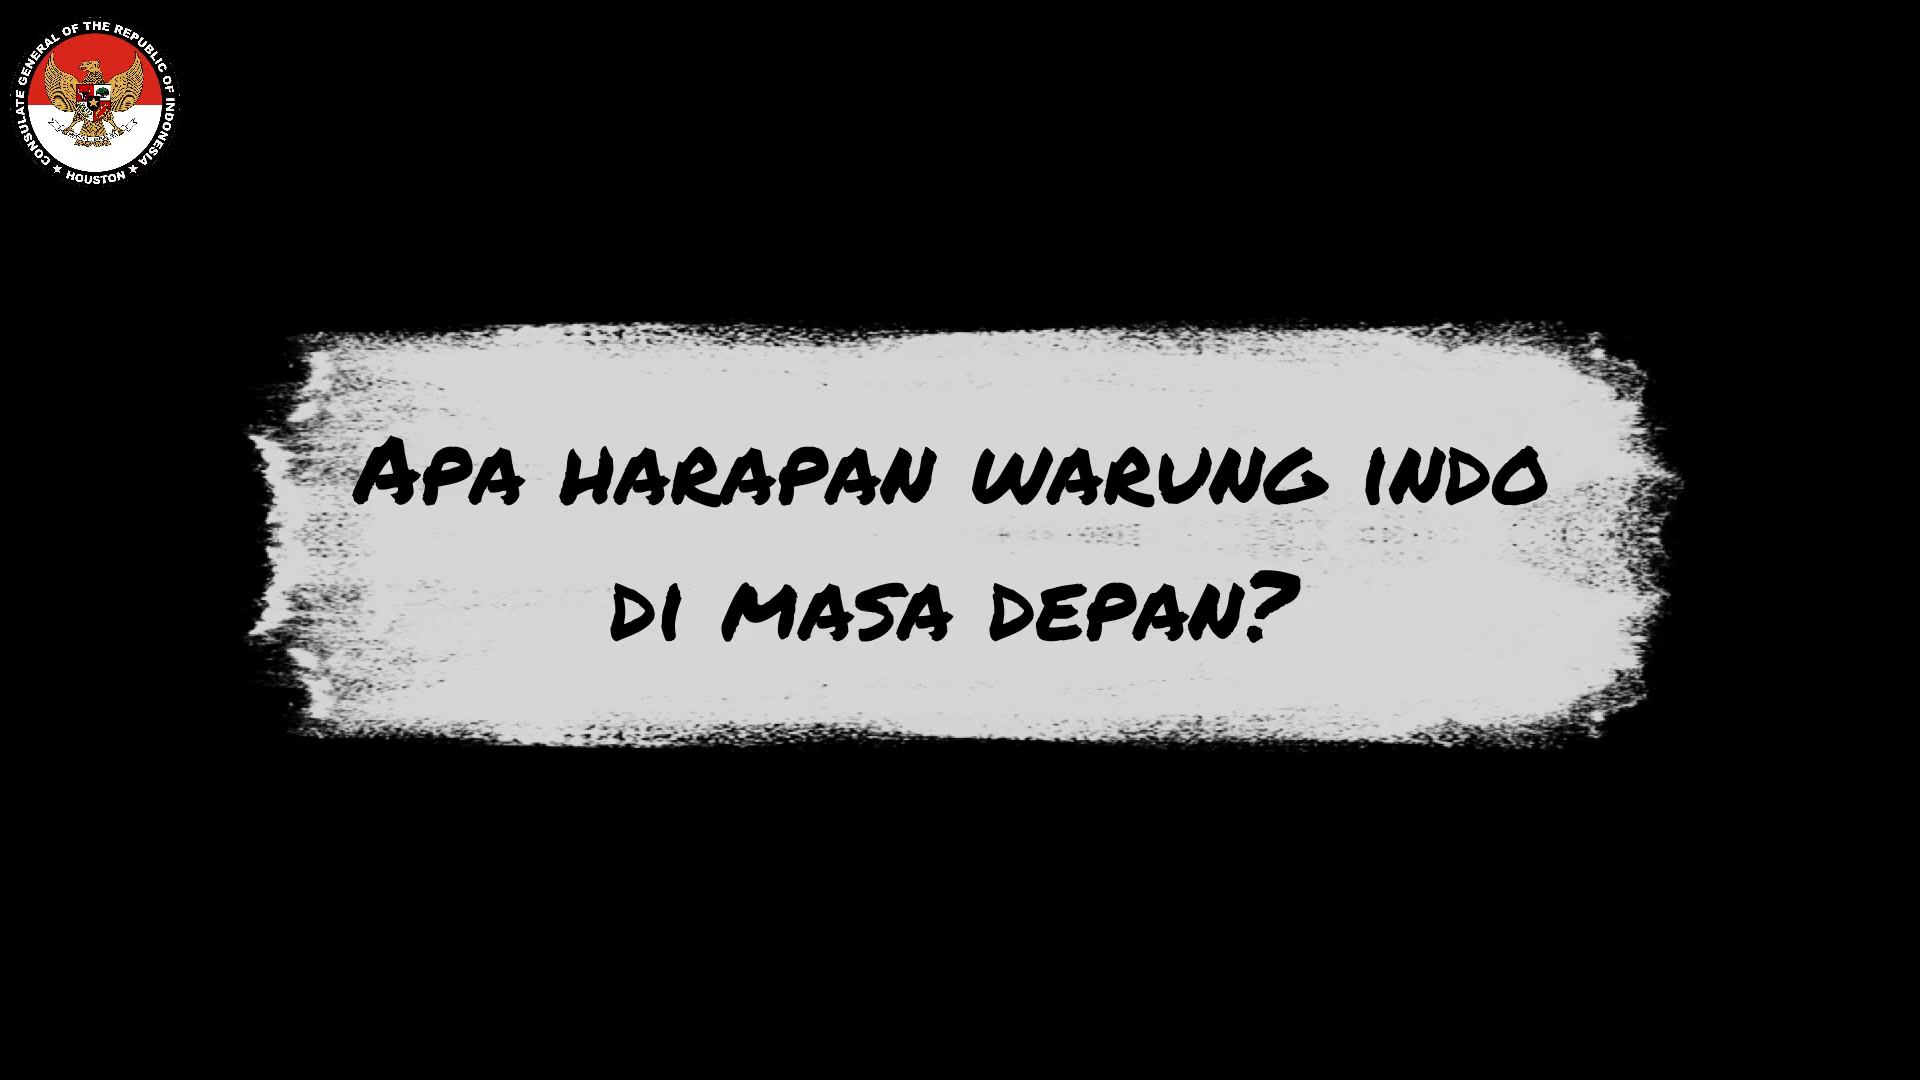 CONSULATE GENERAL OF THE REPUBLIC OF INDONESIA
★ HOUSTON ★
APA HARAPAN WARUNG INDO
DI MASA DEPAN?